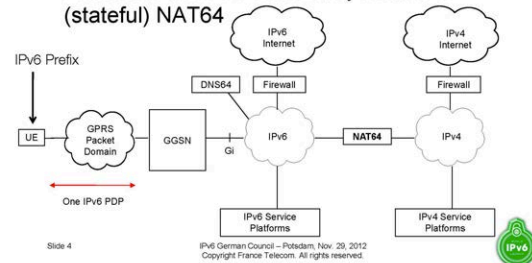 (stateful) NAT64
IPv6
Internet
IPv4
Internet
IPv6 Prefix
DNS64
Firewall
Firewall
UE
GPRS
Packet
Domain
GGSN
Gi
IPv6
NAT64
IPv4
One IPv6 PDP
IPv6 Service
Platforms
IPv4 Service
Platforms
Slide 4
IPv6 German Council – Potsdam, Nov. 29, 2012
Copyright France Telecom. All rights reserved.
IPv6